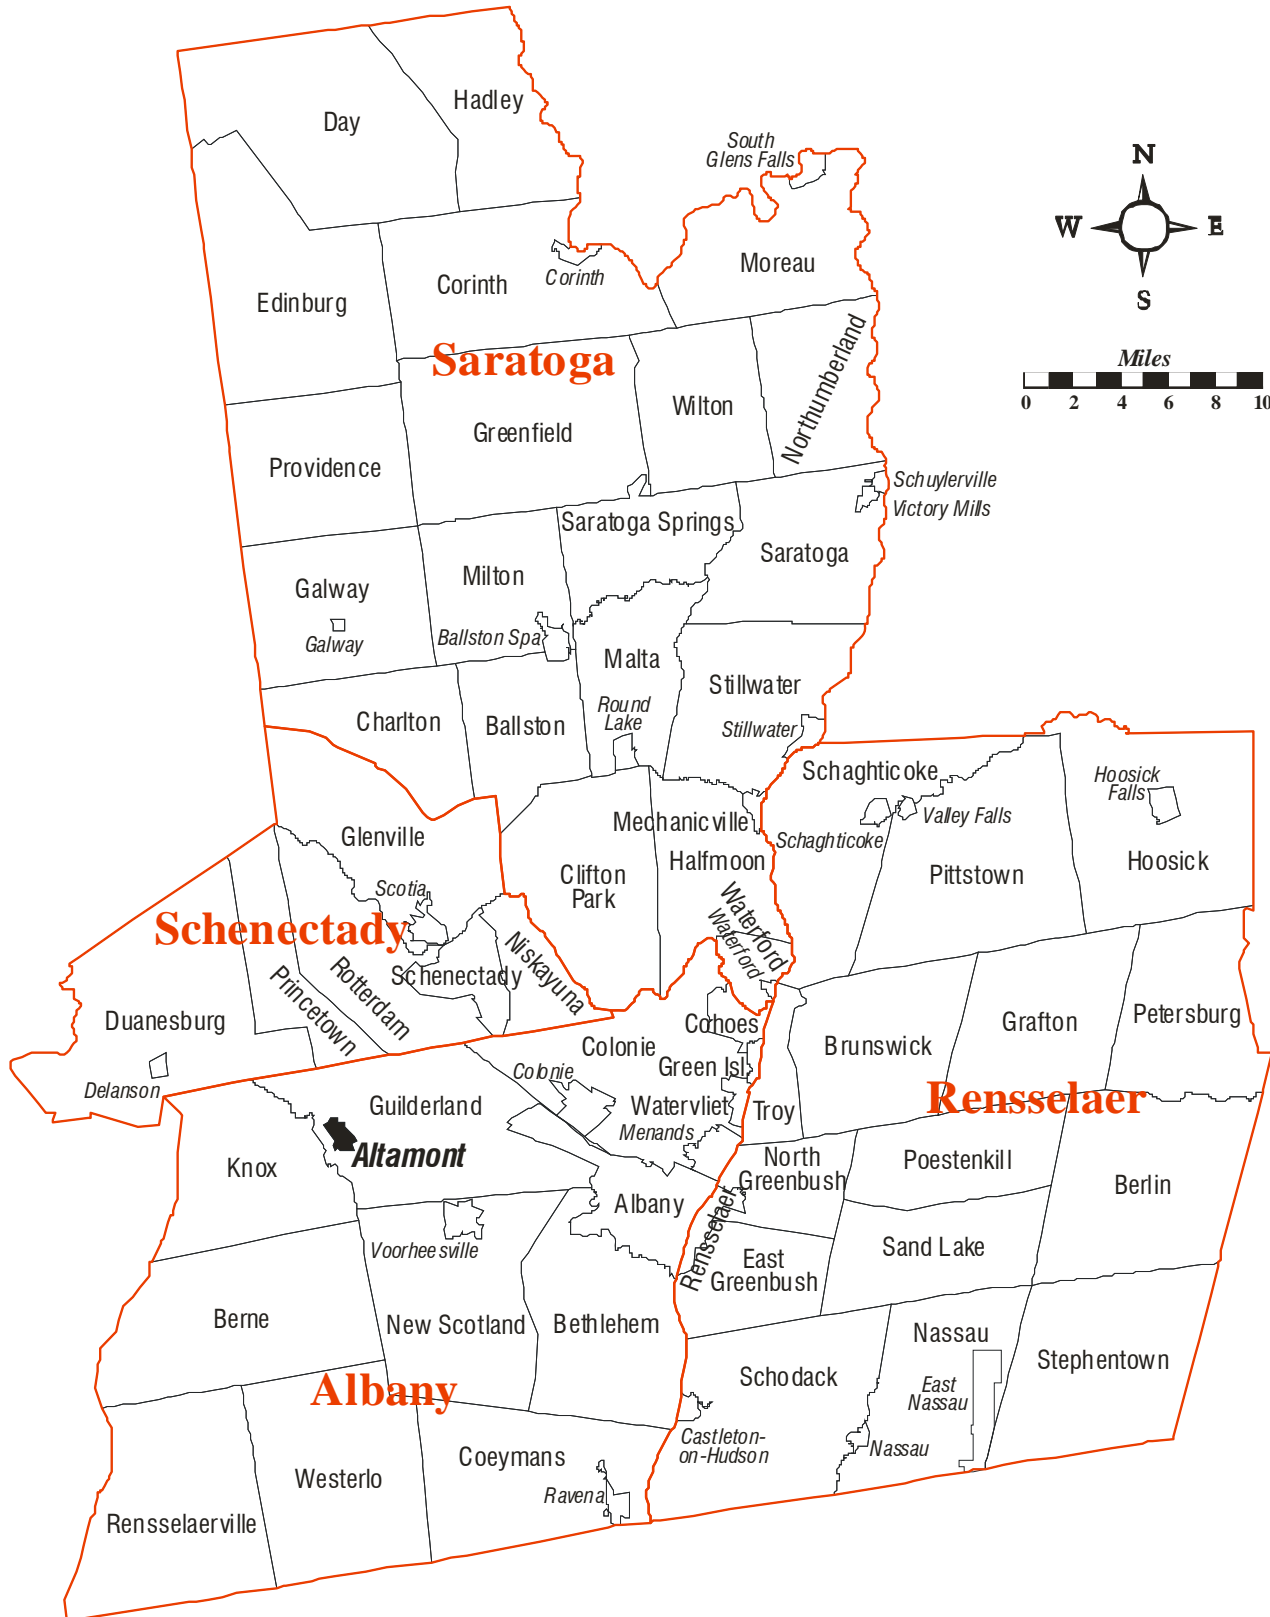 Hadley
Day
South
Glens Falls
N
W
E
S
Moreau
Corinth
Corinth
Edinburg
Miles
0 2 4 6 8 10
Saratoga
Northumberland
Wilton
Greenfield
Providence
Schuylerville
Victory Mills
Saratoga Springs
Saratoga
Milton
Galway
Galway
Ballston Spa
Malta
Stillwater
Round
Lake
Stillwater
Charlton
Ballston
Schaghticoke
Hoosick
Falls
Valley Falls
Schaghticoke
Mechanicville
Glenville
Halfmoon
Hoosick
Pittstown
Clifton
Park
Scotia
Schenectady
Waterford
Waterford
Niskayuna
Schenectady
Rotterdam
Princetown
Duanesburg
Delanson
Cohoes
Colonie
Green Isl
Colonie
Brunswick
Grafton
Petersburg
Rensselaer
Guilderland
Watervliet
Menands
Troy
Altamont
Knox
North
Greenbush
Poestenkill
Berlin
Albany
Rensselaer
Voorheesville
Sand Lake
East
Greenbush
Berne
New Scotland
Bethlehem
Nassau
Stephentown
Schodack
East
Nassau
Albany
Castleton-
on-Hudson
Nassau
Coeymans
Westerlo
Ravena
Rensselaerville